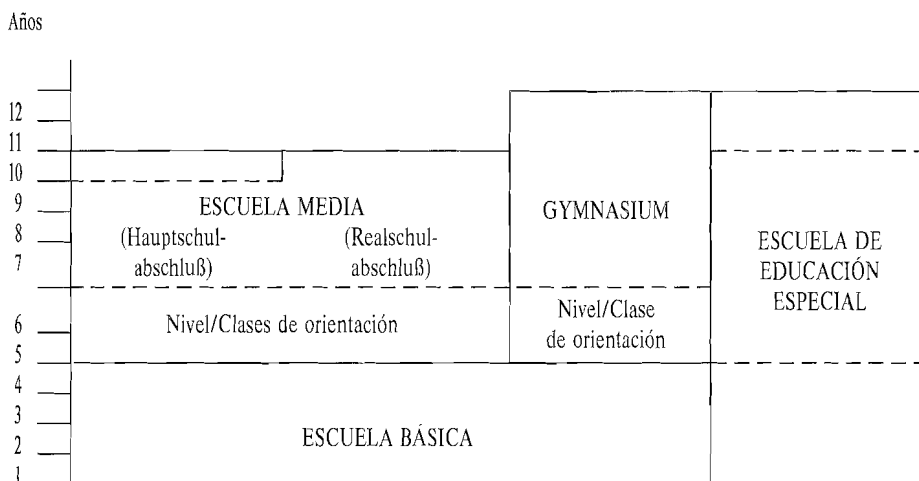 Años
12
11
10
9
8
7
6
5
4
3
2
1
ESCUELA MEDIA
(Hauptschul-
abschluß)
(Realschul-
abschluß)
Nivel/Clases de orientación
GYMNASIUM
Nivel/Clase
de orientación
ESCUELA DE
EDUCACIÓN
ESPECIAL
ESCUELA BÁSICA